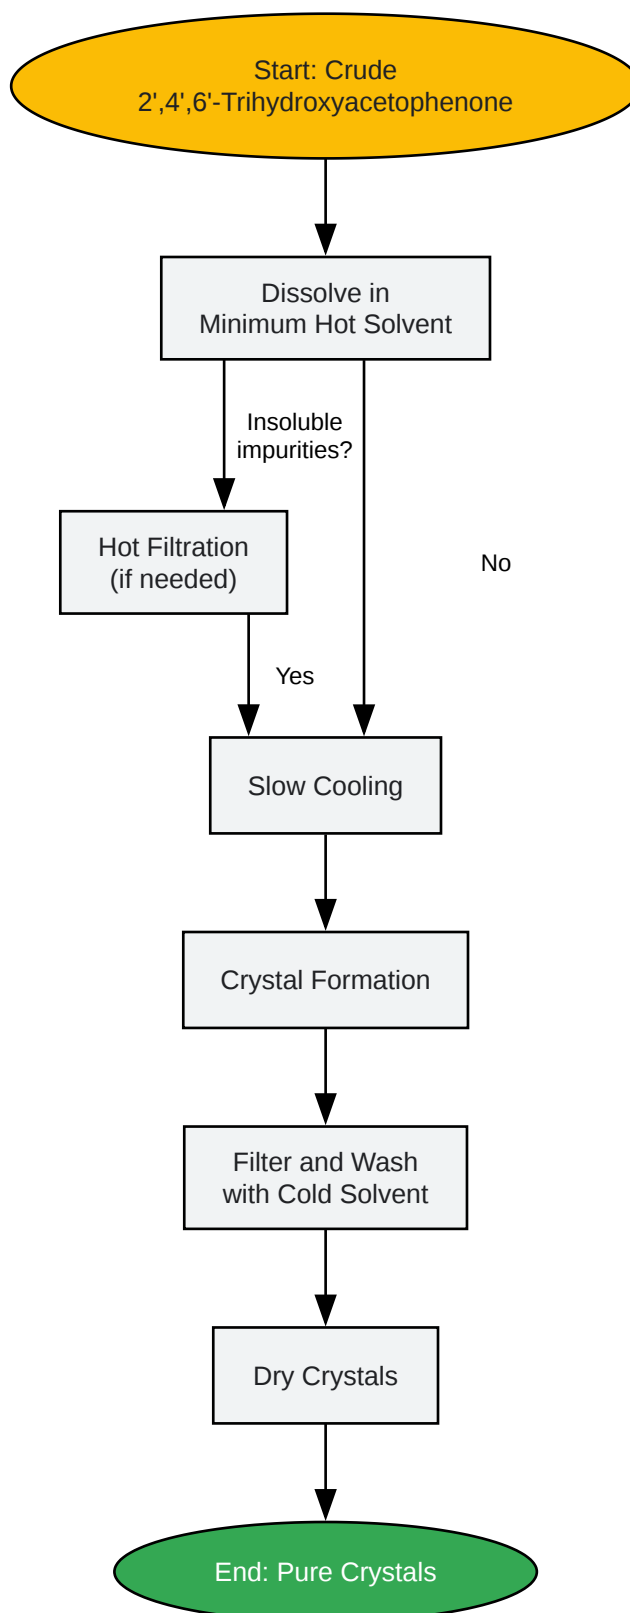 Start: Crude
2',4',6'-Trihydroxyacetophenone
Dissolve in
Minimum Hot Solvent
Insoluble
impurities?
Hot Filtration
(if needed)
No
Yes
Slow Cooling
Crystal Formation
Filter and Wash
with Cold Solvent
Dry Crystals
End: Pure Crystals